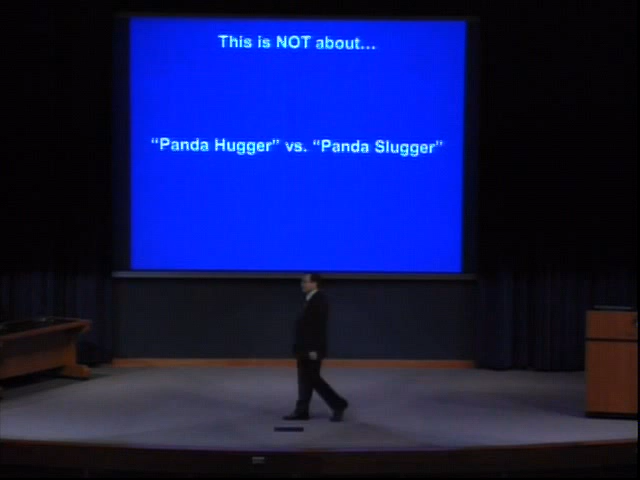 This is NOT about…
“Panda Hugger” vs. “Panda Slugger”